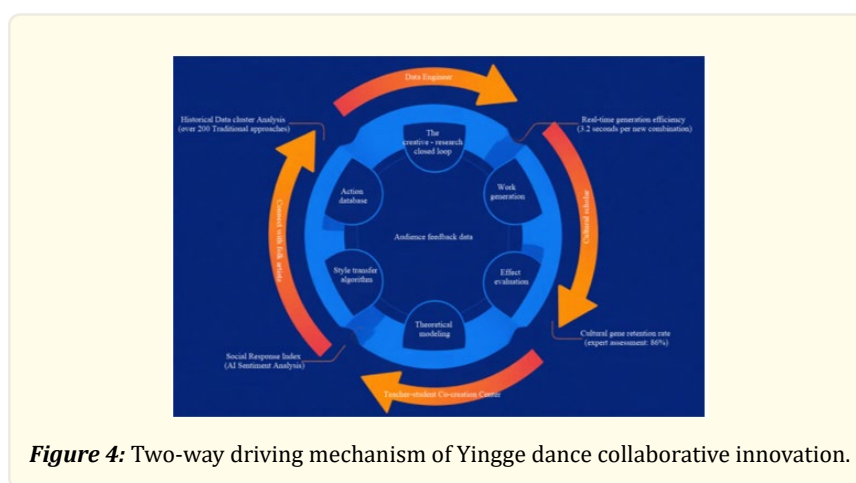 Data Engineer
Historical Data cluster Analysis
(over 200 Traditional approaches)
Real-time generation efficiency
(3.2 seconds per new combination)
The
creative - research
closed loop
Action
database
Work
generation
Connect with folk artists
Cultural scholar
Audience feedback data
Style transfer
algorithm
Effect
evaluation
Theoretical
modeling
Cultural gene retention rate
(expert assessment: 86%)
Social Response Index
(AI Sentiment Analysis)
Teacher-student Co-creation Center
Figure 4: Two-way driving mechanism of Yingge dance collaborative innovation.